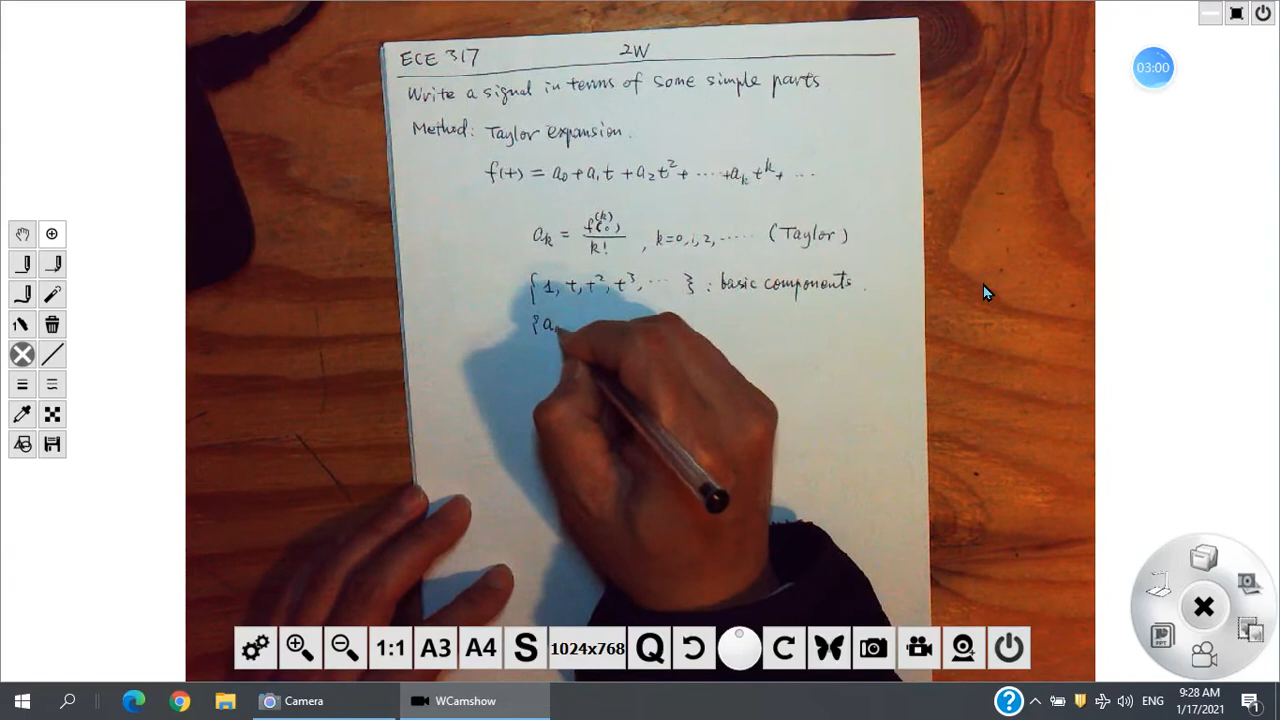 03:00
ECE 317 2W
Write a signal in terms of some simple parts
Method: Taylor expansion.
f(t) = a₀ + a₁t + a₂t² + ⋯ + aₖtᵏ + ⋯
aₖ = f⁽ᵏ⁾(0) / k! , k=0, 1, 2, ⋯ (Taylor)
{1, t, t², t³, ⋯ } : basic components.
{a₀
1:1 A3 A4 S 1024x768 Q
PPT
Camera WCamshow ENG 9:28 AM
1/17/2021